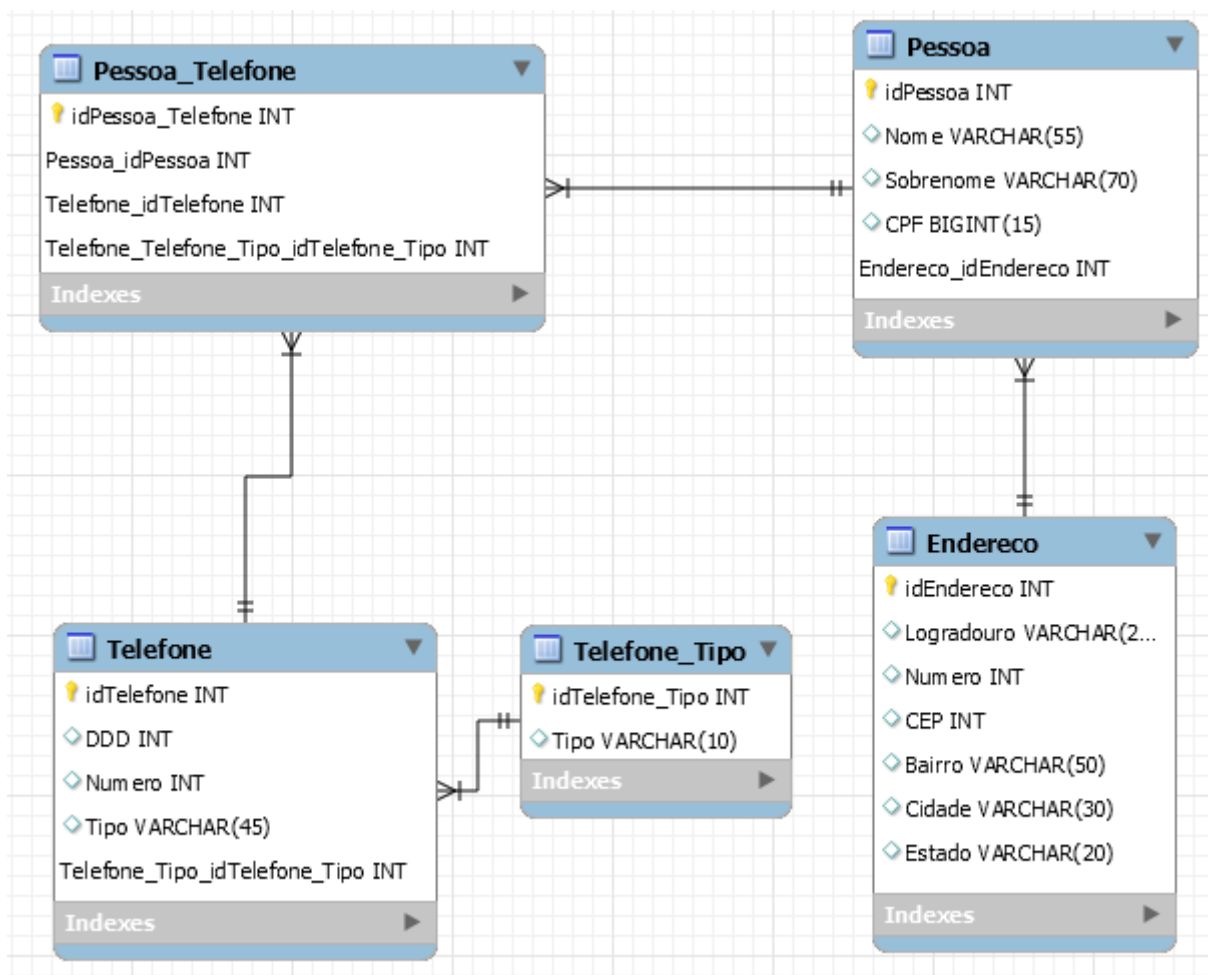 Pessoa_Telefone
idPessoa_Telefone INT
Pessoa_idPessoa INT
Telefone_idTelefone INT
Telefone_Telefone_Tipo_idTelefone_Tipo INT
Indexes
Pessoa
idPessoa INT
Nome VARCHAR(55)
Sobrenome VARCHAR(70)
CPF BIGINT(15)
Endereco_idEndereco INT
Indexes
Telefone
idTelefone INT
DDD INT
Numero INT
Tipo VARCHAR(45)
Telefone_Tipo_idTelefone_Tipo INT
Indexes
Telefone_Tipo
idTelefone_Tipo INT
Tipo VARCHAR(10)
Indexes
Endereco
idEndereco INT
Logradouro VARCHAR(2...
Numero INT
CEP INT
Bairro VARCHAR(50)
Cidade VARCHAR(30)
Estado VARCHAR(20)
Indexes